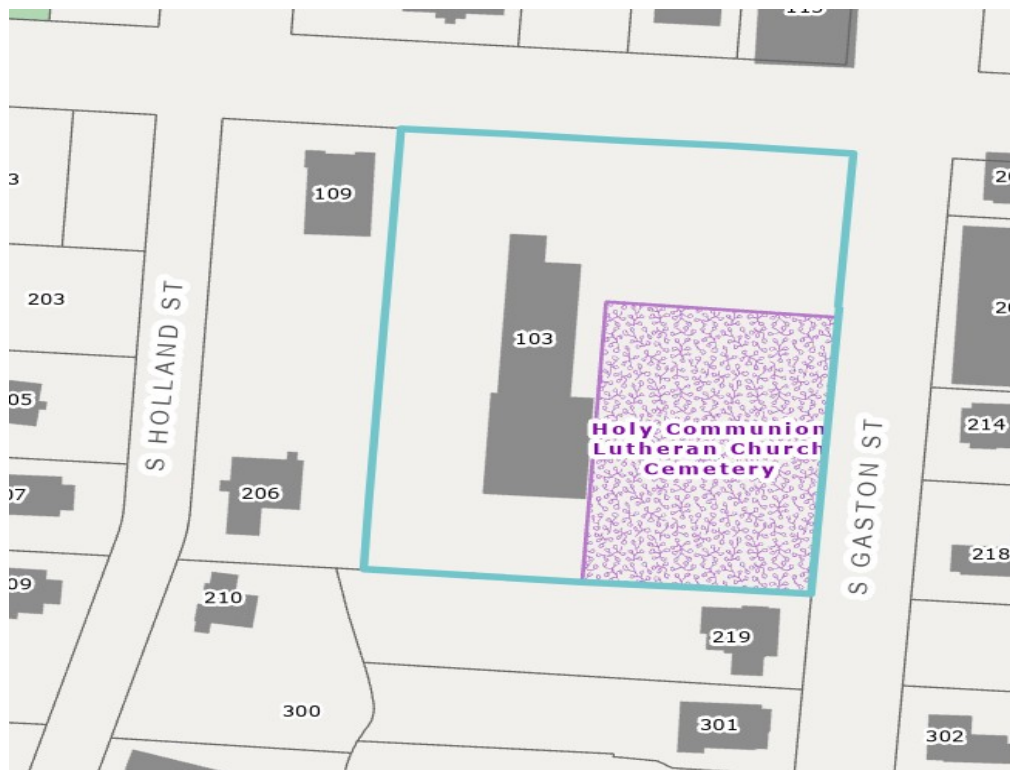 109
203
103
S HOLLAND ST
Holy Communion
Lutheran Church
Cemetery
214
S GASTON ST
206
218
210
219
300
301
302